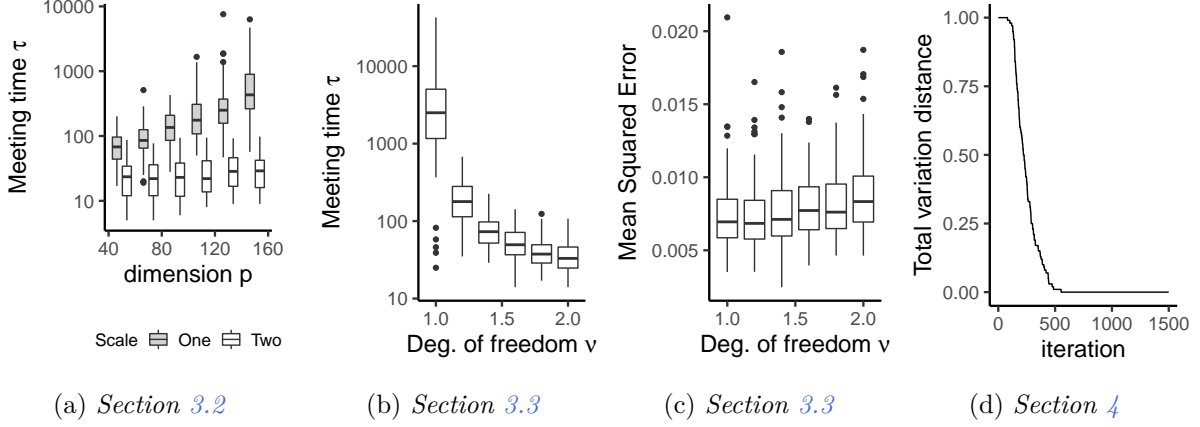 Meeting time τ
10000
1000
100
10
40 80 120 160
dimension p
Scale One Two
(a) Section 3.2
Meeting time τ
10000
1000
100
10
1.0 1.5 2.0
Deg. of freedom ν
(b) Section 3.3
Mean Squared Error
0.020
0.015
0.010
0.005
1.0 1.5 2.0
Deg. of freedom ν
(c) Section 3.3
Total variation distance
1.00
0.75
0.50
0.25
0.00
0 500 1000 1500
iteration
(d) Section 4